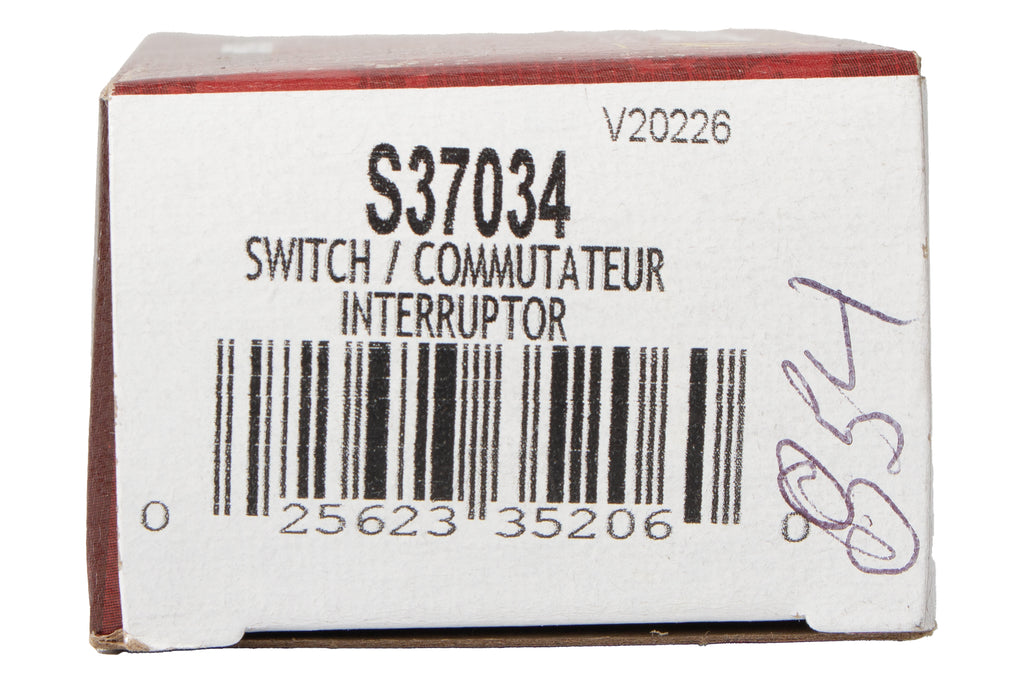 V20226
S37034
SWITCH / COMMUTATEUR
INTERRUPTOR
0 25623 35206 0
854